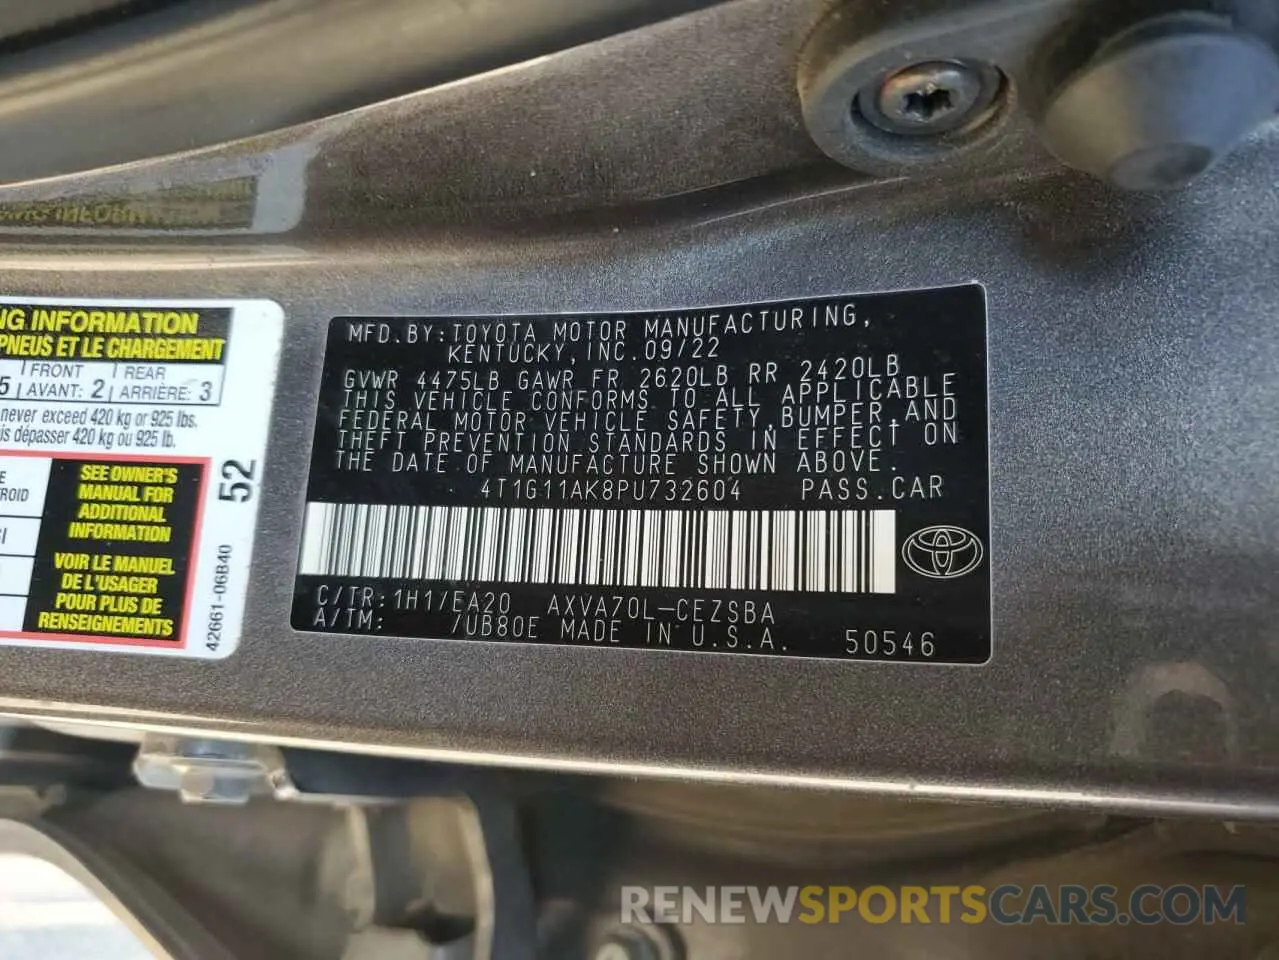 NG INFORMATION
PNEUS ET LE CHARGEMENT
5 FRONT AVANT: 2 REAR ARRIÈRE: 3
never exceed 420 kg or 925 lbs.
is dépasser 420 kg ou 925 lb.
SEE OWNER'S
MANUAL FOR
ADDITIONAL
INFORMATION
VOIR LE MANUEL
DE L'USAGER
POUR PLUS DE
RENSEIGNEMENTS
52
42661-06B40
MFD.BY:TOYOTA MOTOR MANUFACTURING,
KENTUCKY,INC.09/22
GVWR 4475LB GAWR FR 2620LB RR 2420LB
THIS VEHICLE CONFORMS TO ALL APPLICABLE
FEDERAL MOTOR VEHICLE SAFETY,BUMPER,AND
THEFT PREVENTION STANDARDS IN EFFECT ON
THE DATE OF MANUFACTURE SHOWN ABOVE.
4T1G11AK8PU732604 PASS.CAR
C/TR:1H1/EA20 AXVA70L-CEZSBA
A/TM: /UB80E MADE IN U.S.A. 50546
RENEWSPORTSCARS.COM